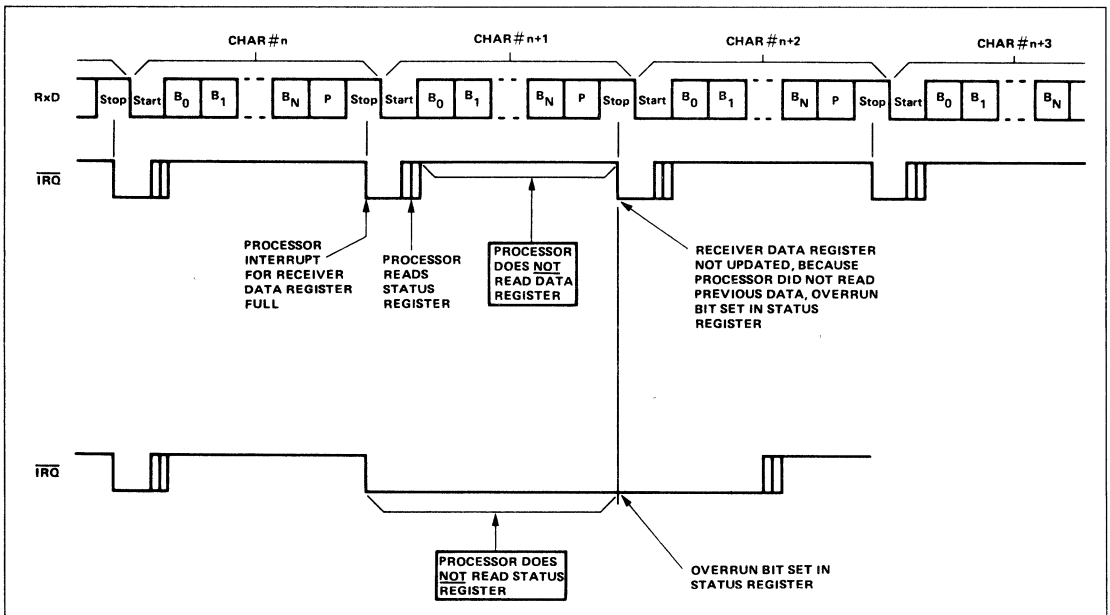 CHAR#n CHAR#n+1 CHAR#n+2 CHAR#n+3
RxD Stop Start B0 B1 BN P Stop Start B0 B1 BN P Stop Start B0 B1 BN P Stop Start B0 B1 BN
IRQ
PROCESSOR
INTERRUPT
FOR RECEIVER
DATA REGISTER
FULL
PROCESSOR
READS
STATUS
REGISTER
PROCESSOR
DOES NOT
READ DATA
REGISTER
RECEIVER DATA REGISTER
NOT UPDATED, BECAUSE
PROCESSOR DID NOT READ
PREVIOUS DATA, OVERRUN
BIT SET IN STATUS
REGISTER
IRQ
PROCESSOR DOES
NOT READ STATUS
REGISTER
OVERRUN BIT SET IN
STATUS REGISTER